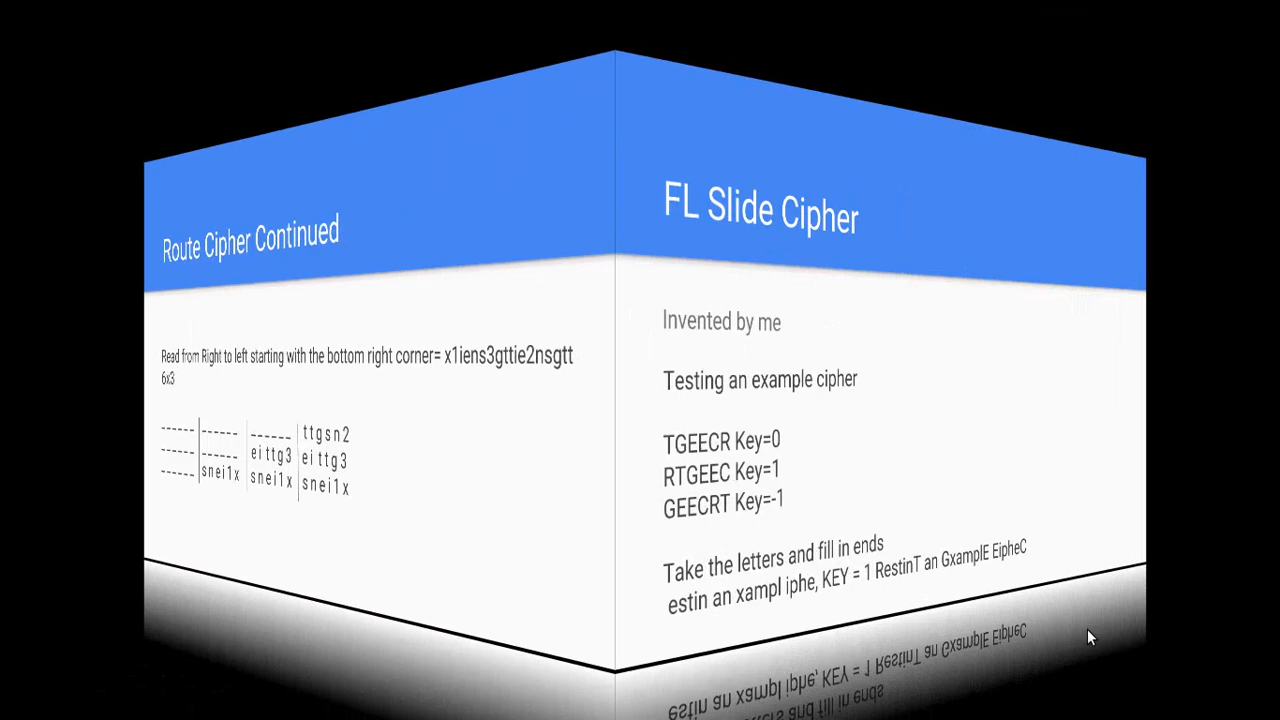 Route Cipher Continued
Read from Right to left starting with the bottom right corner= x1iens3gttie2nsgtt
6x3
------ ------ ------ ttgsn2
------ ------ eittg3 eittg3
------ snei1x snei1x snei1x
FL Slide Cipher
Invented by me
Testing an example cipher
TGEECR Key=0
RTGEEC Key=1
GEECRT Key=-1
Take the letters and fill in ends
estin an xampl iphe, KEY = 1 RestinT an GxamplE EipheC